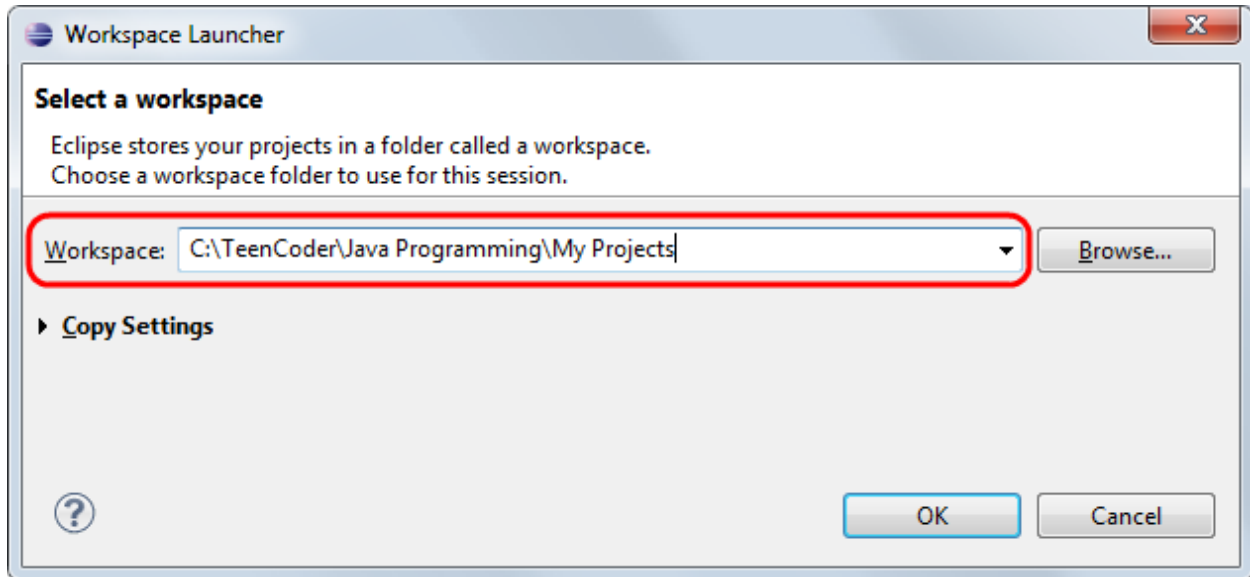 Workspace Launcher
Select a workspace
Eclipse stores your projects in a folder called a workspace.
Choose a workspace folder to use for this session.
Workspace: C:\TeenCoder\Java Programming\My Projects Browse...
Copy Settings
? OK Cancel